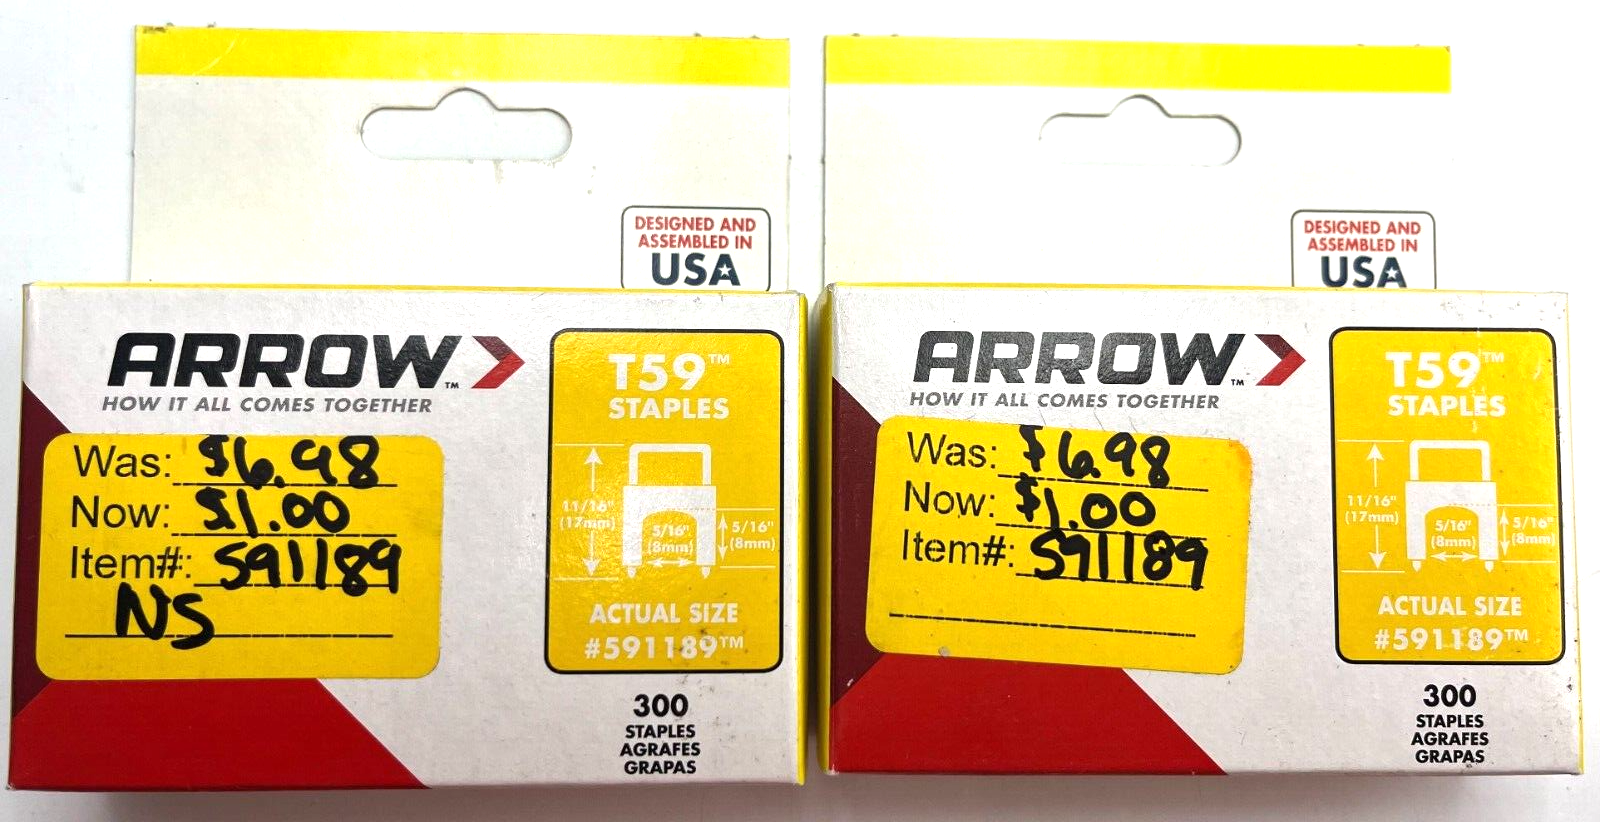 DESIGNED AND
ASSEMBLED IN
USA
ARROW™
HOW IT ALL COMES TOGETHER
T59™
STAPLES
11/16"
(17mm)
5/16"
(8mm)
5/16"
(8mm)
ACTUAL SIZE
#591189™
300
STAPLES
AGRAFES
GRAPAS
Was: $6.98
Now: $1.00
Item#: 591189
NS
DESIGNED AND
ASSEMBLED IN
USA
ARROW™
HOW IT ALL COMES TOGETHER
T59™
STAPLES
11/16"
(17mm)
5/16"
(8mm)
5/16"
(8mm)
ACTUAL SIZE
#591189™
300
STAPLES
AGRAFES
GRAPAS
Was: $6.98
Now: $1.00
Item#: 591189